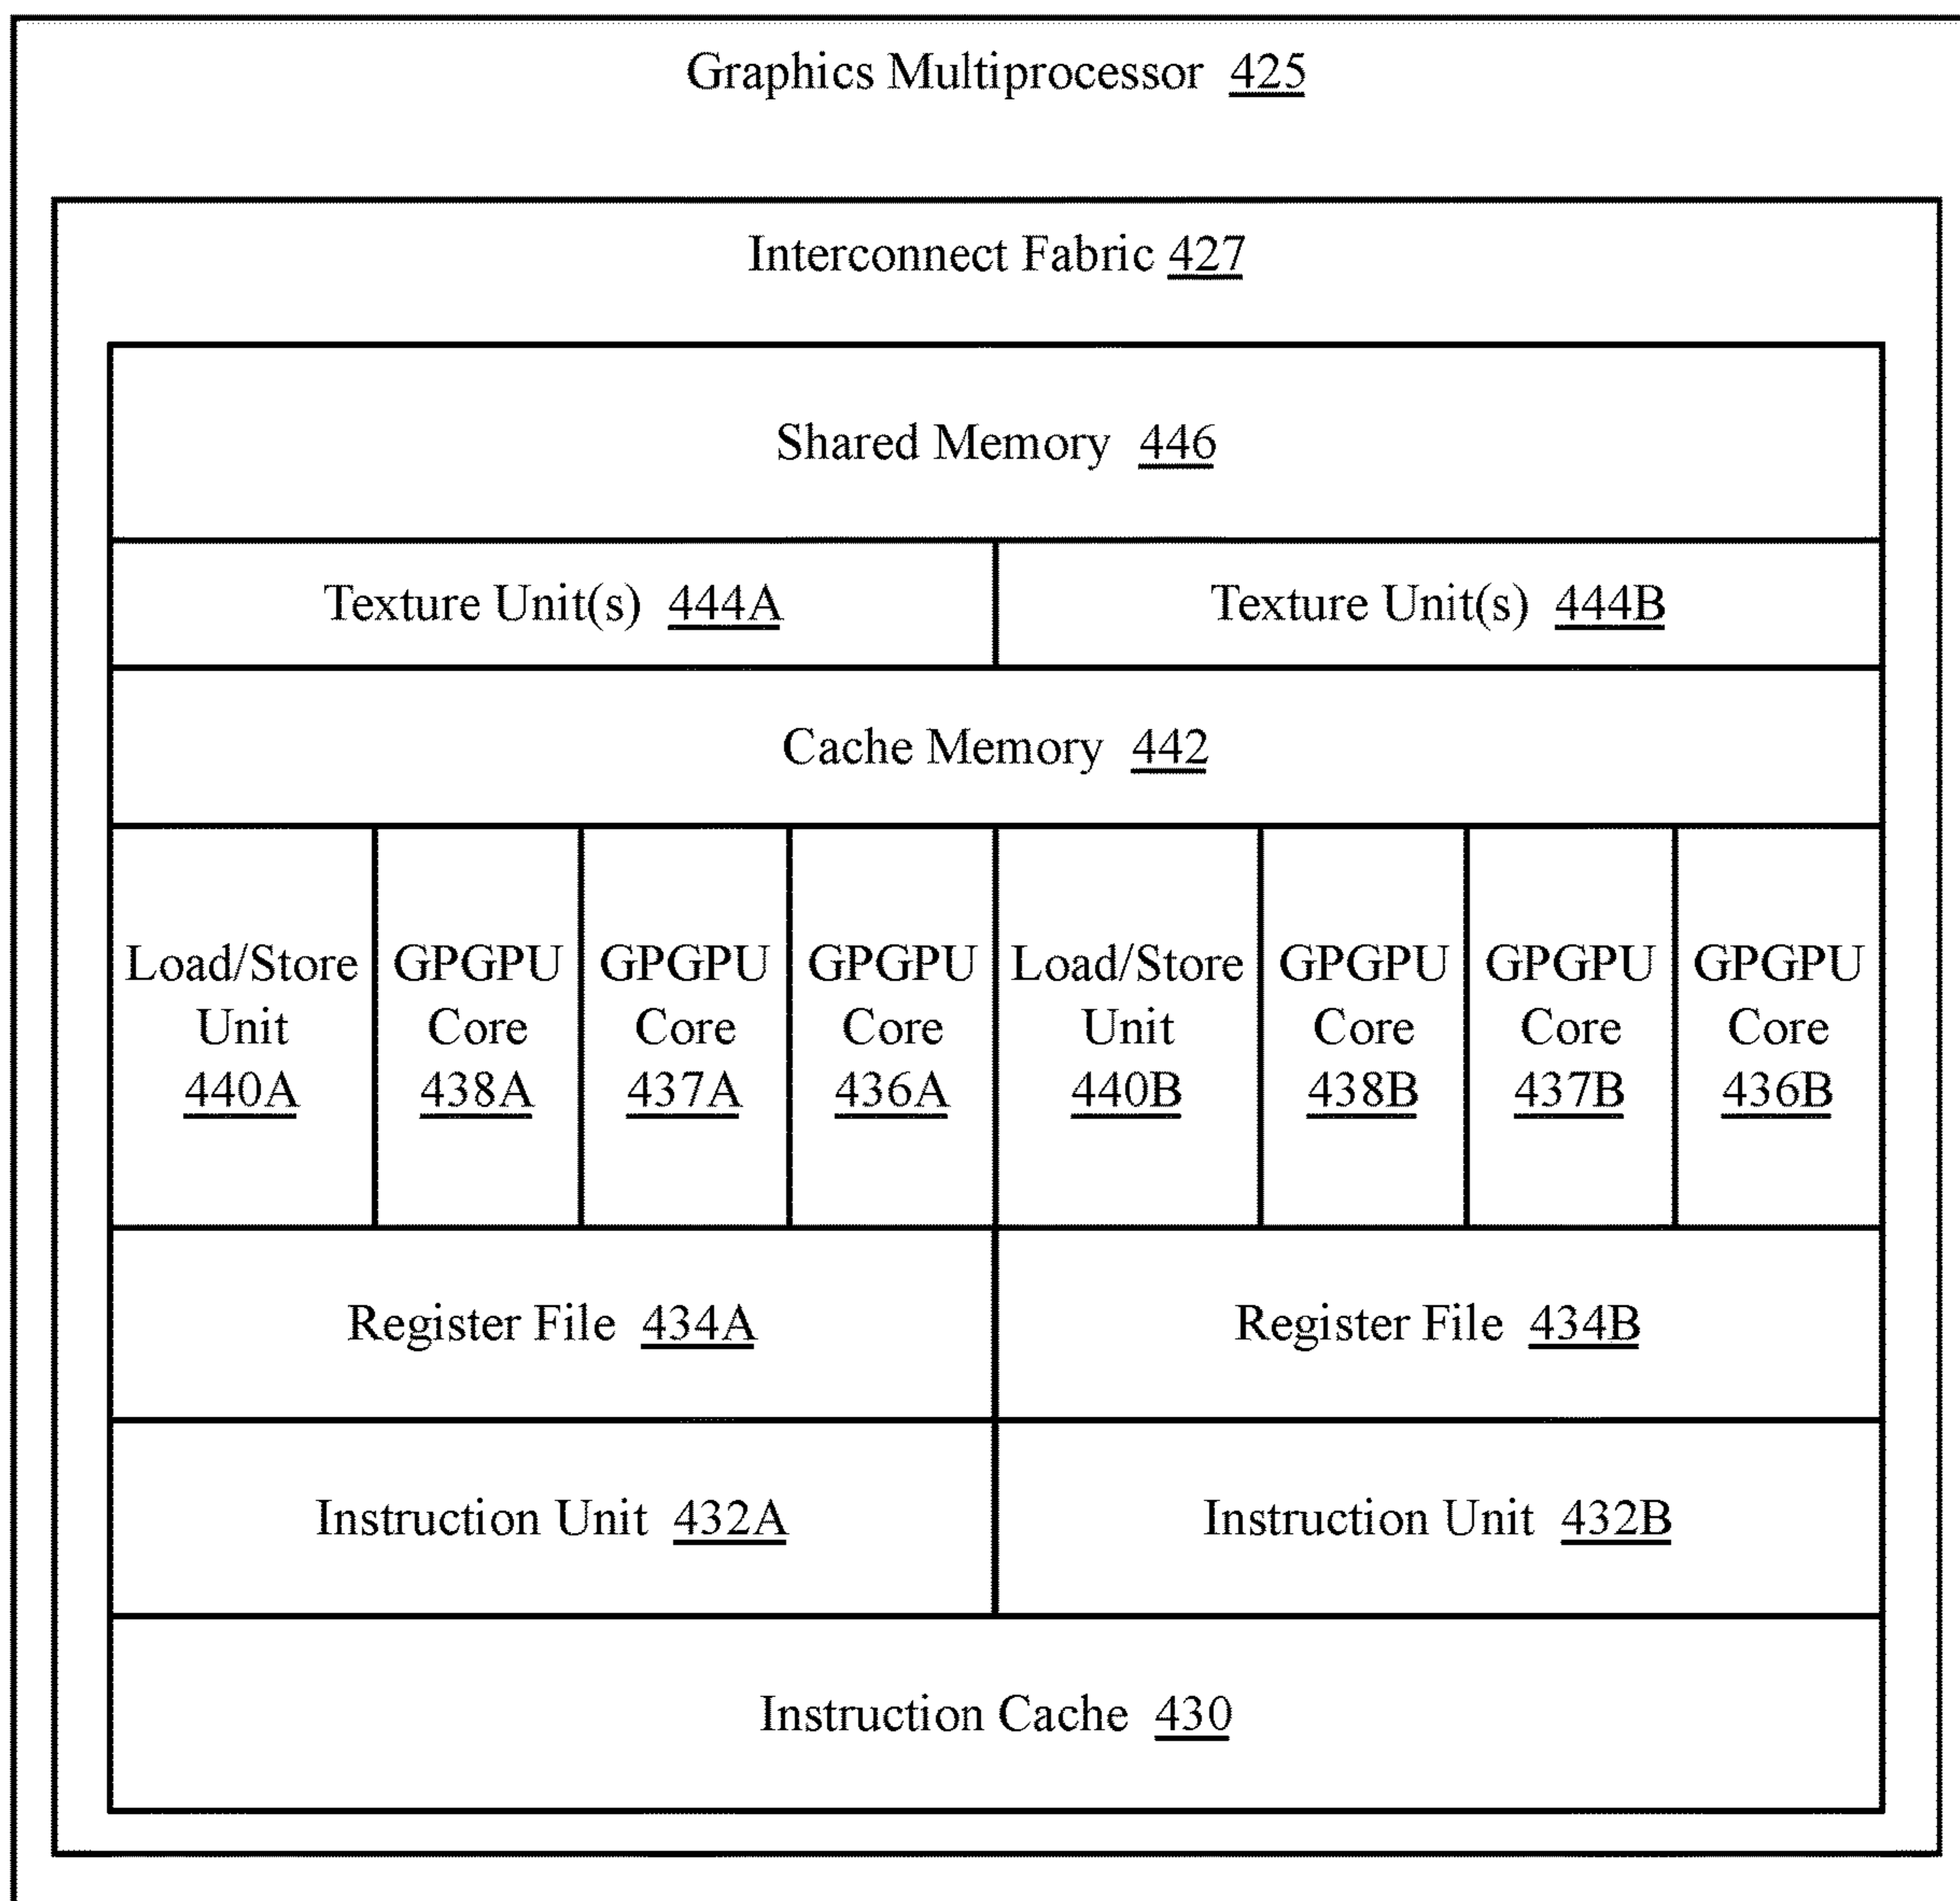 Graphics Multiprocessor 425
Interconnect Fabric 427
Shared Memory 446
Texture Unit(s) 444A
Texture Unit(s) 444B
Cache Memory 442
Load/Store
Unit
440A
GPGPU
Core
438A
GPGPU
Core
437A
GPGPU
Core
436A
Load/Store
Unit
440B
GPGPU
Core
438B
GPGPU
Core
437B
GPGPU
Core
436B
Register File 434A
Register File 434B
Instruction Unit 432A
Instruction Unit 432B
Instruction Cache 430